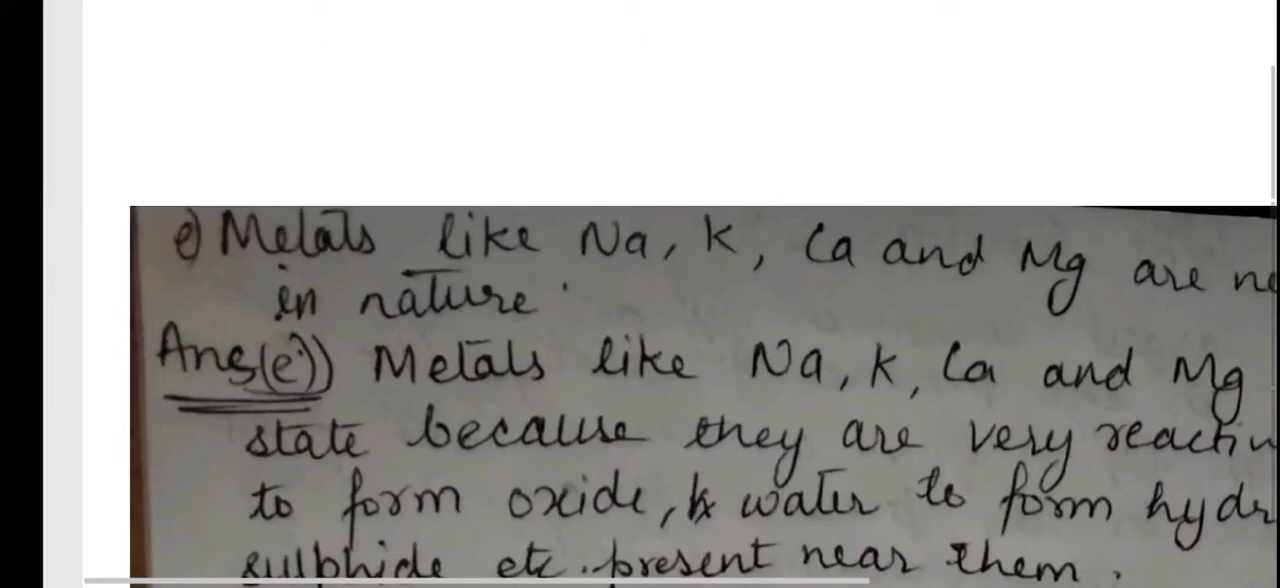 e) Metals like Na, K, Ca and Mg are
in nature.
Ans(e)) Metals like Na, K, Ca and Mg
state because they are very
to form oxide, water to form
sulphide etc. present near them.